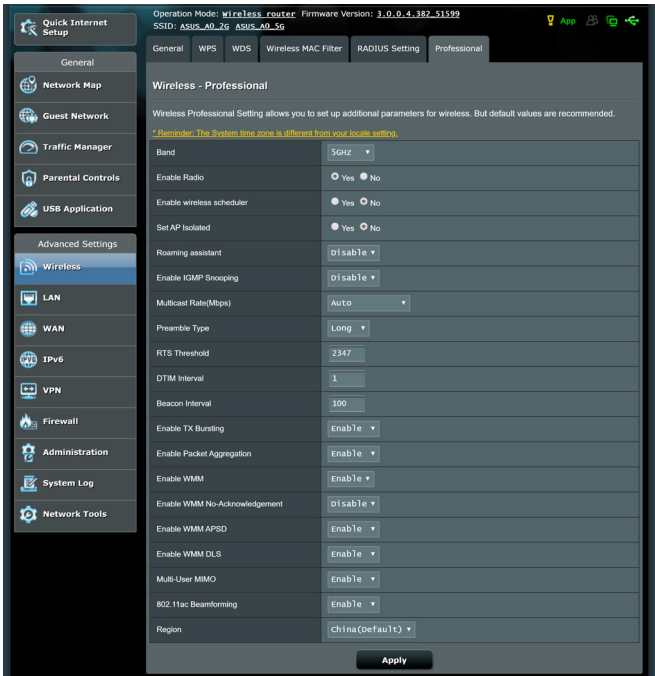 Quick Internet
Setup
Operation Mode: Wireless router Firmware Version: 3.0.0.4.382_51599
SSID: ASUS_A0_2G ASUS_A0_5G
App
General WPS WDS Wireless MAC Filter RADIUS Setting Professional
General
Network Map
Guest Network
Traffic Manager
Parental Controls
USB Application
Advanced Settings
Wireless
LAN
WAN
IPv6
VPN
Firewall
Administration
System Log
Network Tools
Wireless - Professional
Wireless Professional Setting allows you to set up additional parameters for wireless. But default values are recommended.
* Reminder: The System time zone is different from your locale setting.
Band 5GHz
Enable Radio Yes No
Enable wireless scheduler Yes No
Set AP Isolated Yes No
Roaming assistant Disable
Enable IGMP Snooping Disable
Multicast Rate(Mbps) Auto
Preamble Type Long
RTS Threshold 2347
DTIM Interval 1
Beacon Interval 100
Enable TX Bursting Enable
Enable Packet Aggregation Enable
Enable WMM Enable
Enable WMM No-Acknowledgement Disable
Enable WMM APSD Enable
Enable WMM DLS Enable
Multi-User MIMO Enable
802.11ac Beamforming Enable
Region China(Default)
Apply